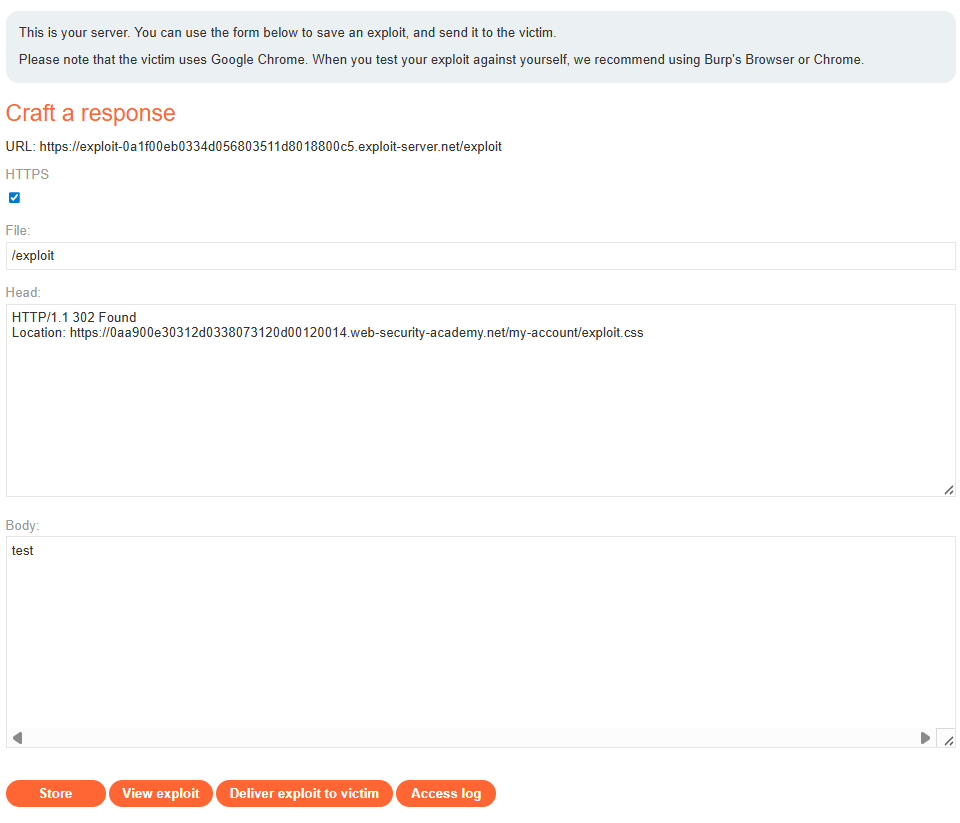 This is your server. You can use the form below to save an exploit, and send it to the victim.
Please note that the victim uses Google Chrome. When you test your exploit against yourself, we recommend using Burp's Browser or Chrome.
Craft a response
URL: https://exploit-0a1f00eb0334d056803511d8018800c5.exploit-server.net/exploit
HTTPS
File:
/exploit
Head:
HTTP/1.1 302 Found
Location: https://0aa900e30312d0338073120d00120014.web-security-academy.net/my-account/exploit.css
Body:
test
Store View exploit Deliver exploit to victim Access log